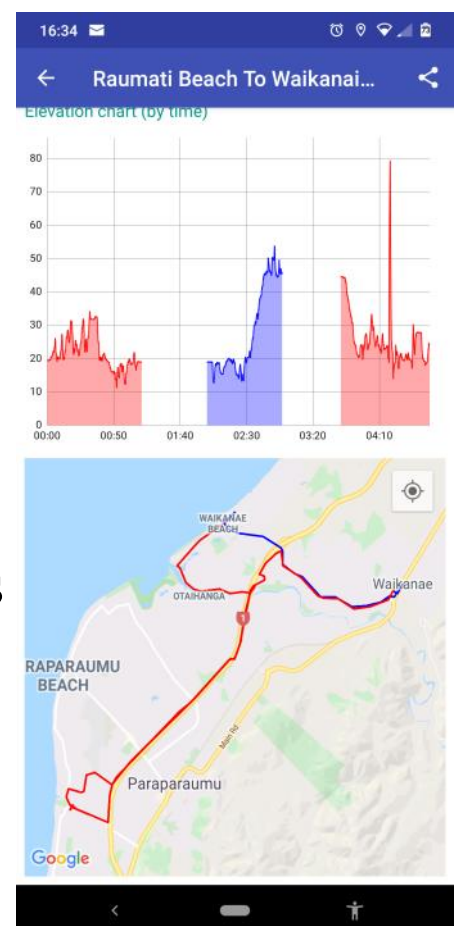 16:34
Raumati Beach To Waikanai...
Elevation chart (by time)
80
70
60
50
40
30
20
10
0
00:00 00:50 01:40 02:30 03:20 04:10
WAIKANAE
BEACH
Waikanae
OTAIHANGA
1
RAPARAUMU
BEACH
Main Rd
Paraparaumu
Google